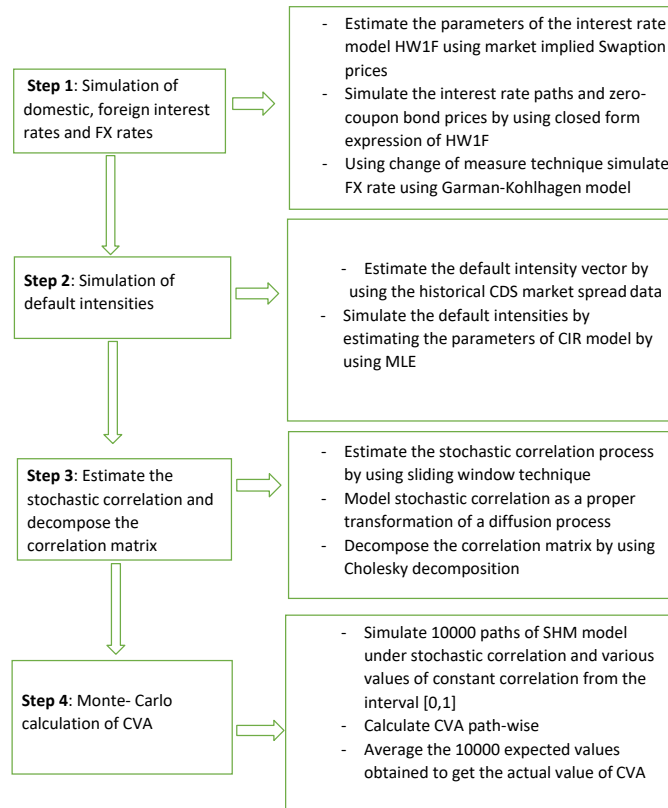 Step 1: Simulation of
domestic, foreign interest
rates and FX rates
- Estimate the parameters of the interest rate
model HW1F using market implied Swaption
prices
- Simulate the interest rate paths and zero-
coupon bond prices by using closed form
expression of HW1F
- Using change of measure technique simulate
FX rate using Garman-Kohlhagen model
Step 2: Simulation of
default intensities
- Estimate the default intensity vector by
using the historical CDS market spread data
- Simulate the default intensities by
estimating the parameters of CIR model by
using MLE
Step 3: Estimate the
stochastic correlation and
decompose the
correlation matrix
- Estimate the stochastic correlation process
by using sliding window technique
- Model stochastic correlation as a proper
transformation of a diffusion process
- Decompose the correlation matrix by using
Cholesky decomposition
Step 4: Monte- Carlo
calculation of CVA
- Simulate 10000 paths of SHM model
under stochastic correlation and various
values of constant correlation from the
interval [0,1]
- Calculate CVA path-wise
- Average the 10000 expected values
obtained to get the actual value of CVA